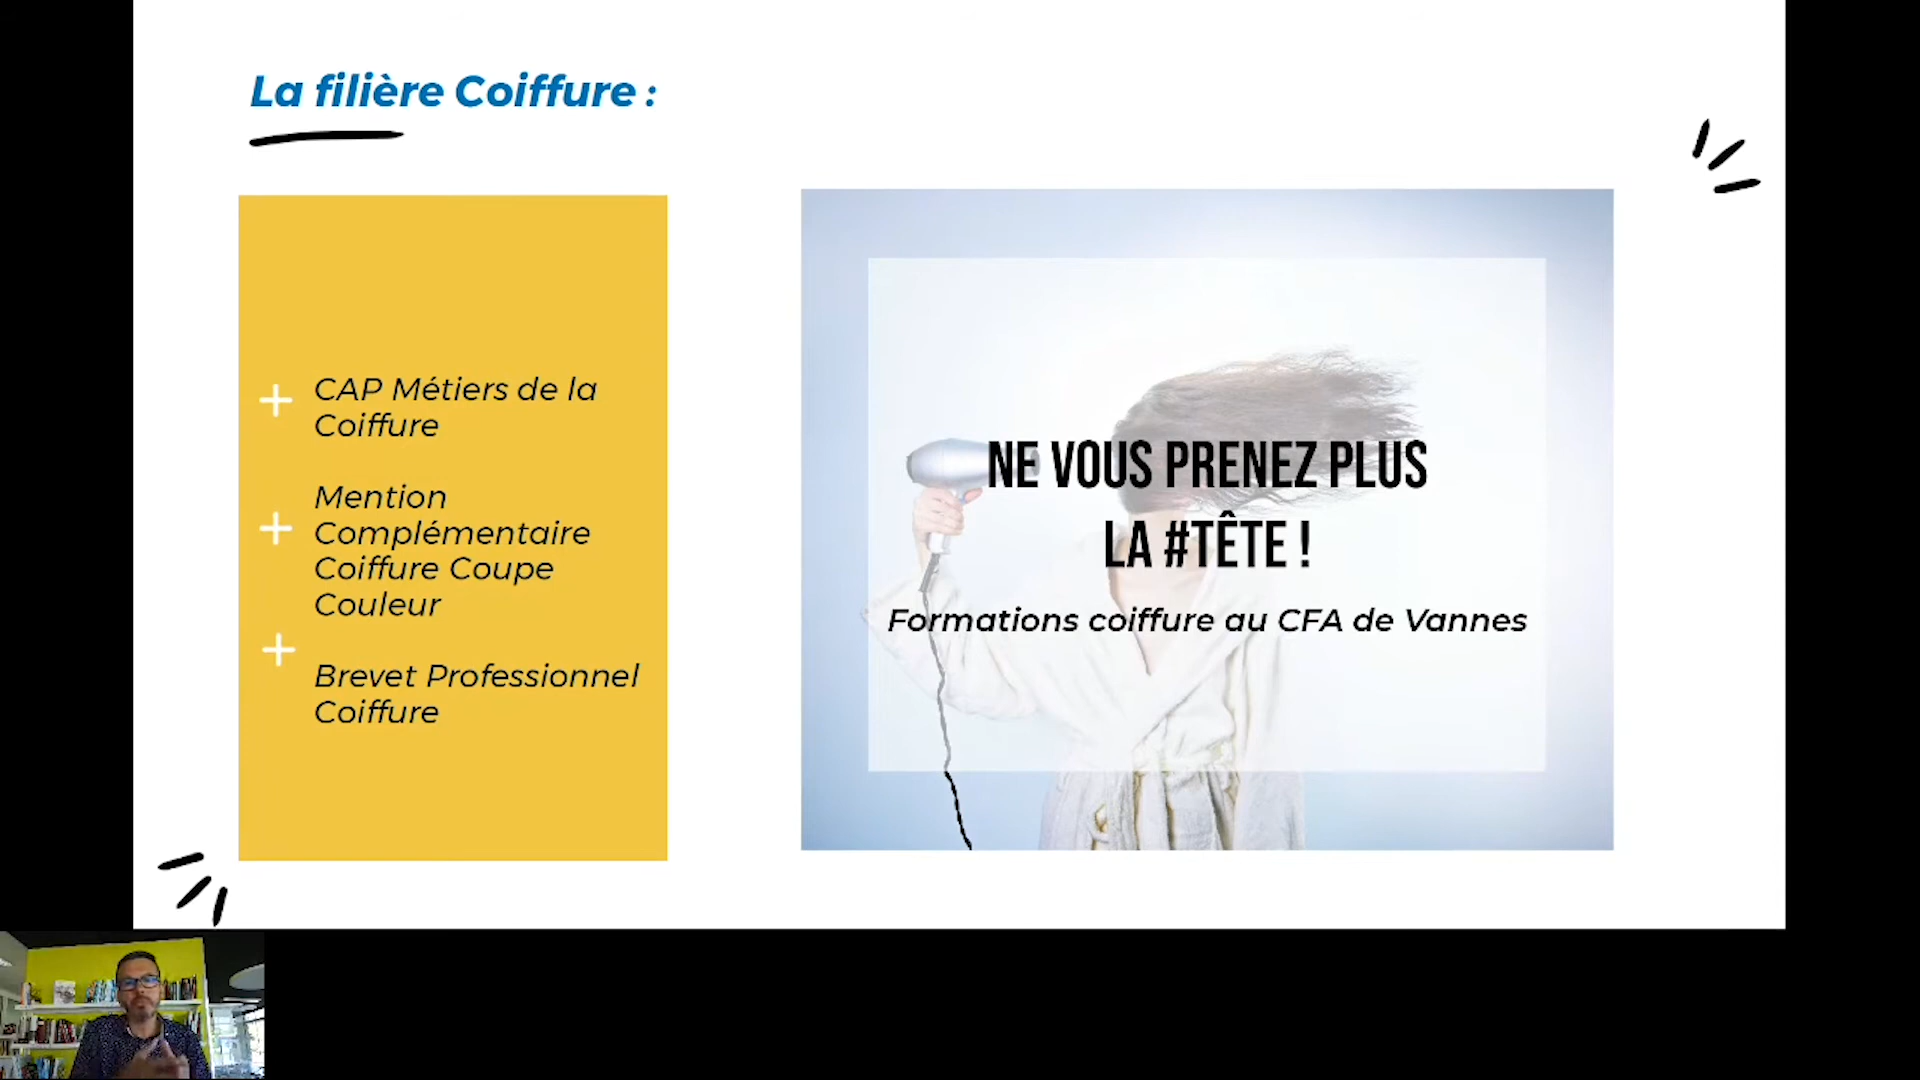 La filière Coiffure :
CAP Métiers de la
Coiffure
Mention
Complémentaire
Coiffure Coupe
Couleur
Brevet Professionnel
Coiffure
NE VOUS PRENEZ PLUS
LA #TÊTE !
Formations coiffure au CFA de Vannes